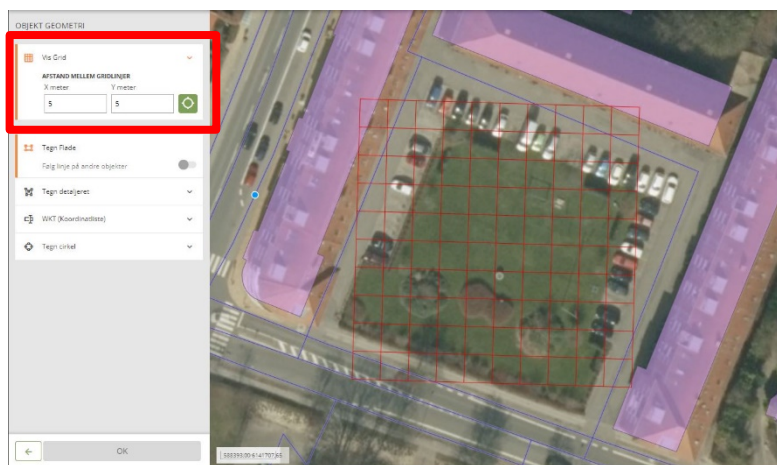 OBJEKT GEOMETRI
Vis Grid
AFSTAND MELLEM GRIDLINJER
X meter Y meter
5 5
Tegn Flade
Følg linje på andre objekter
Tegn detaljeret
WKT (Koordinatliste)
Tegn cirkel
OK